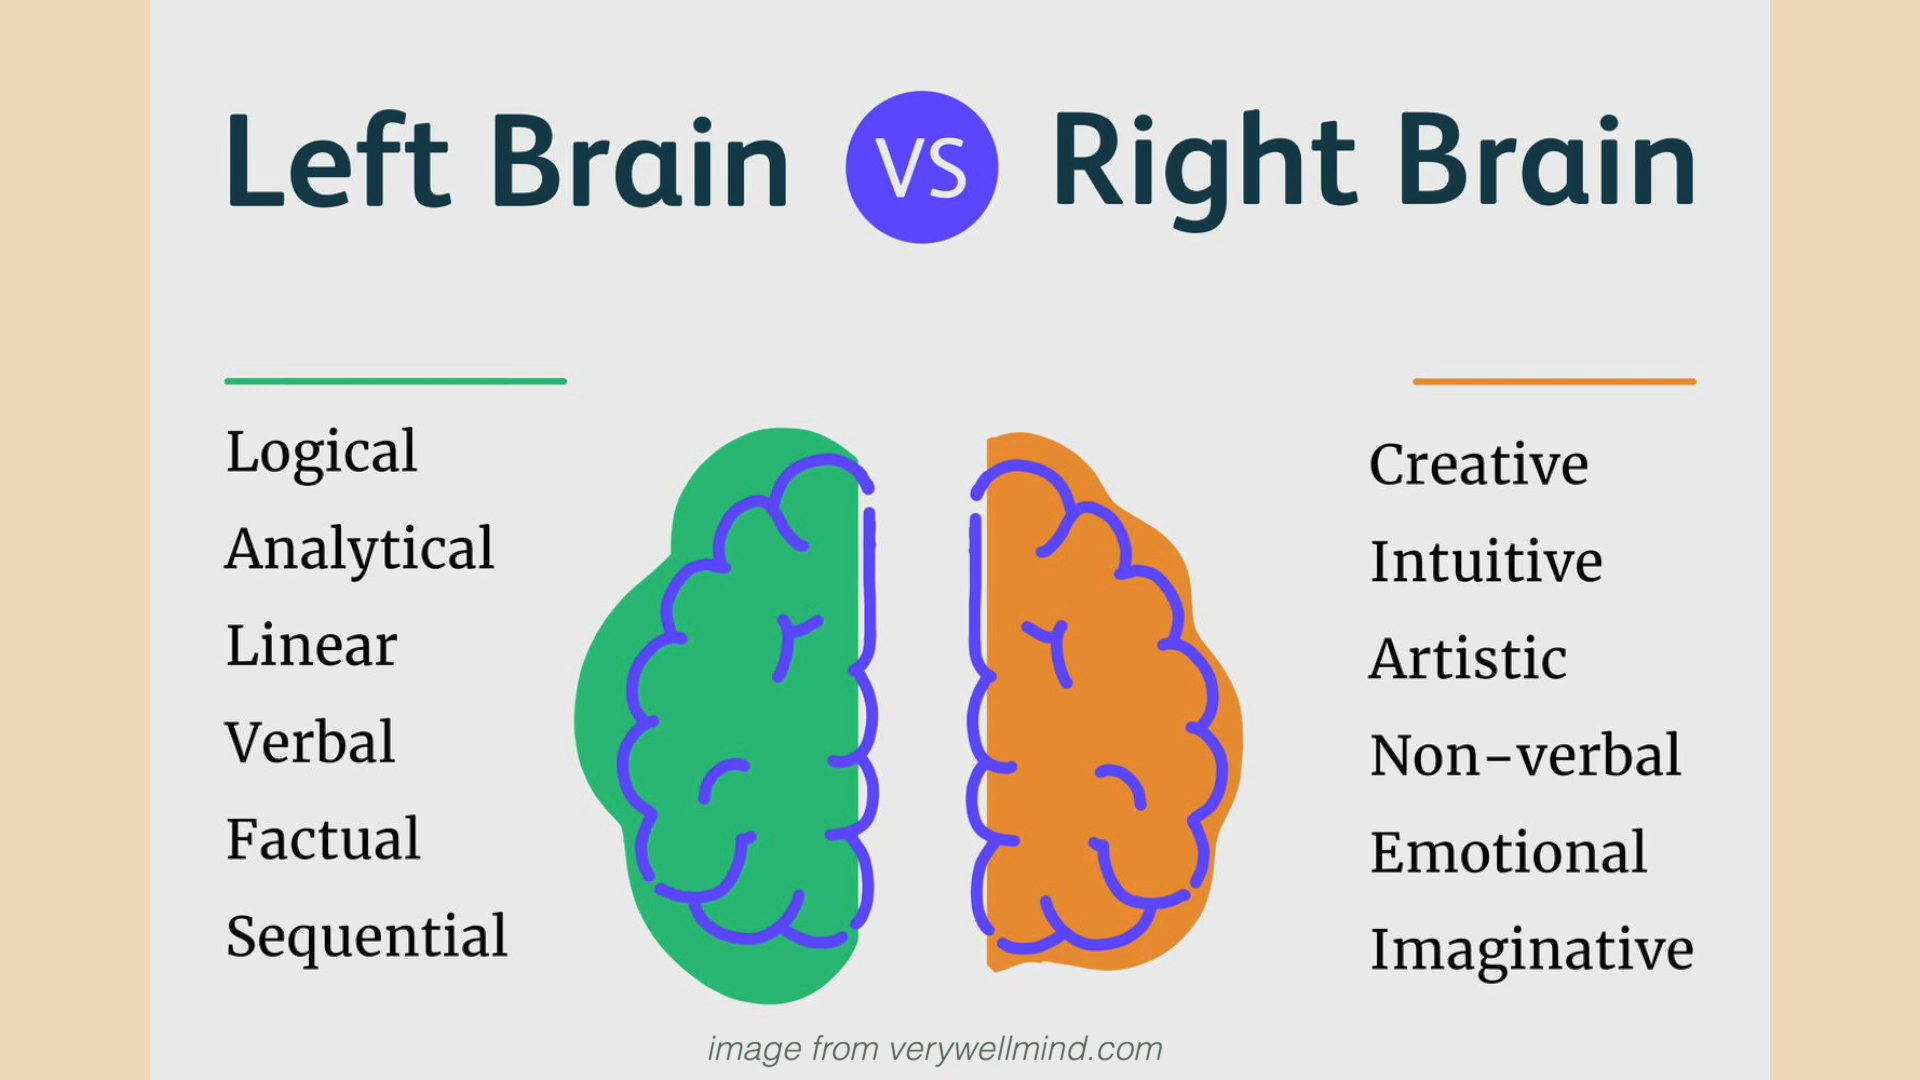 Left Brain VS Right Brain
Logical
Analytical
Linear
Verbal
Factual
Sequential
Creative
Intuitive
Artistic
Non-verbal
Emotional
Imaginative
image from verywellmind.com